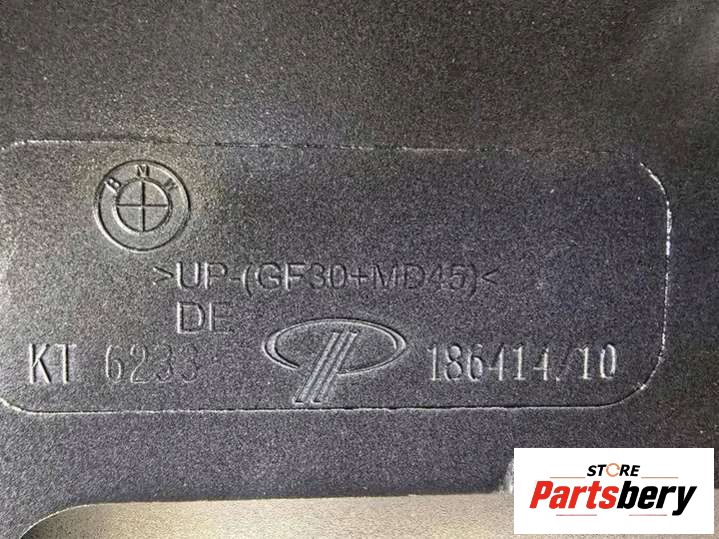 BMW
>UP-(GF30+MD45)<
DE
KT 6233
186414/10
STORE
Partsbery